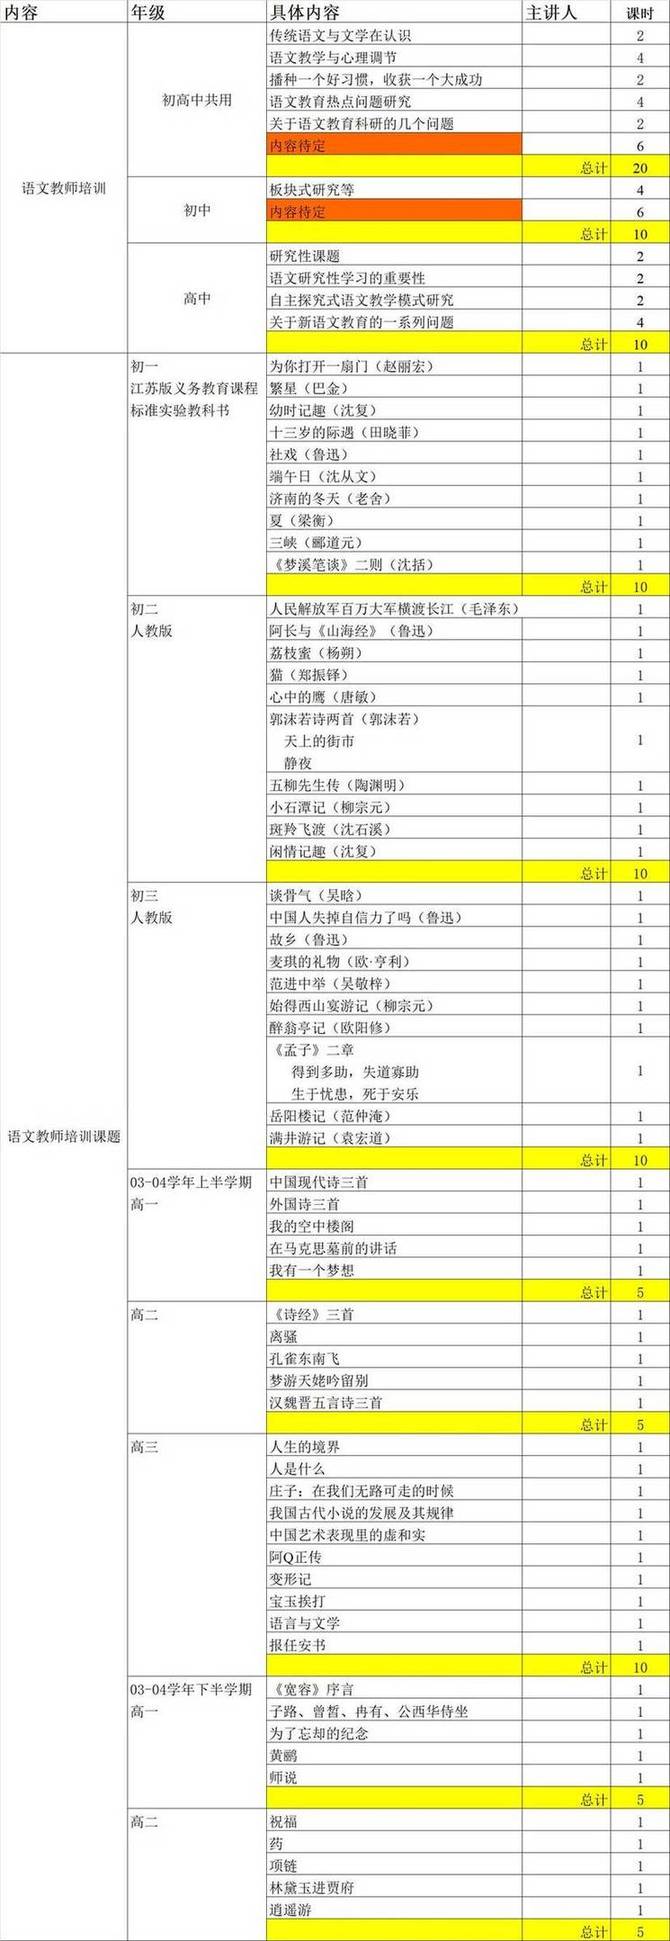 内容 年级 具体内容 主讲人 课时
语文教师培训 初高中共用 传统语文与文学在认识 2
语文教学与心理调节 4
播种一个好习惯，收获一个大成功 2
语文教育热点问题研究 4
关于语文教育科研的几个问题 2
内容待定 6
总计 20
初中 板块式研究等 4
内容待定 6
总计 10
高中 研究性课题 2
语文研究性学习的重要性 2
自主探究式语文教学模式研究 2
关于新语文教育的一系列问题 4
总计 10
语文教师培训课题 初一 为你打开一扇门（赵丽宏） 1
江苏版义务教育课程 繁星（巴金） 1
标准实验教科书 幼时记趣（沈复） 1
十三岁的际遇（田晓菲） 1
社戏（鲁迅） 1
端午日（沈从文） 1
济南的冬天（老舍） 1
夏（梁衡） 1
三峡（郦道元） 1
《梦溪笔谈》二则（沈括） 1
总计 10
初二 人民解放军百万大军横渡长江（毛泽东） 1
人教版 阿长与《山海经》（鲁迅） 1
荔枝蜜（杨朔） 1
猫（郑振铎） 1
心中的鹰（唐敏） 1
郭沫若诗两首（郭沫若）
天上的街市 1
静夜
五柳先生传（陶渊明） 1
小石潭记（柳宗元） 1
斑羚飞渡（沈石溪） 1
闲情记趣（沈复） 1
总计 10
初三 谈骨气（吴晗） 1
人教版 中国人失掉自信力了吗（鲁迅） 1
故乡（鲁迅） 1
麦琪的礼物（欧·亨利） 1
范进中举（吴敬梓） 1
始得西山宴游记（柳宗元） 1
醉翁亭记（欧阳修） 1
《孟子》二章
得到多助，失道寡助 1
生于忧患，死于安乐
岳阳楼记（范仲淹） 1
满井游记（袁宏道） 1
总计 10
03-04学年上半学期 中国现代诗三首 1
高一 外国诗三首 1
我的空中楼阁 1
在马克思墓前的讲话 1
我有一个梦想 1
总计 5
高二 《诗经》三首 1
离骚 1
孔雀东南飞 1
梦游天姥吟留别 1
汉魏晋五言诗三首 1
总计 5
高三 人生的境界 1
人是什么 1
庄子：在我们无路可走的时候 1
我国古代小说的发展及其规律 1
中国艺术表现里的虚和实 1
阿Q正传 1
变形记 1
宝玉挨打 1
语言与文学 1
报任安书 1
总计 10
03-04学年下半学期 《宽容》序言 1
高一 子路、曾皙、冉有、公西华侍坐 1
为了忘却的纪念 1
黄鹂 1
师说 1
总计 5
高二 祝福 1
药 1
项链 1
林黛玉进贾府 1
逍遥游 1
总计 5